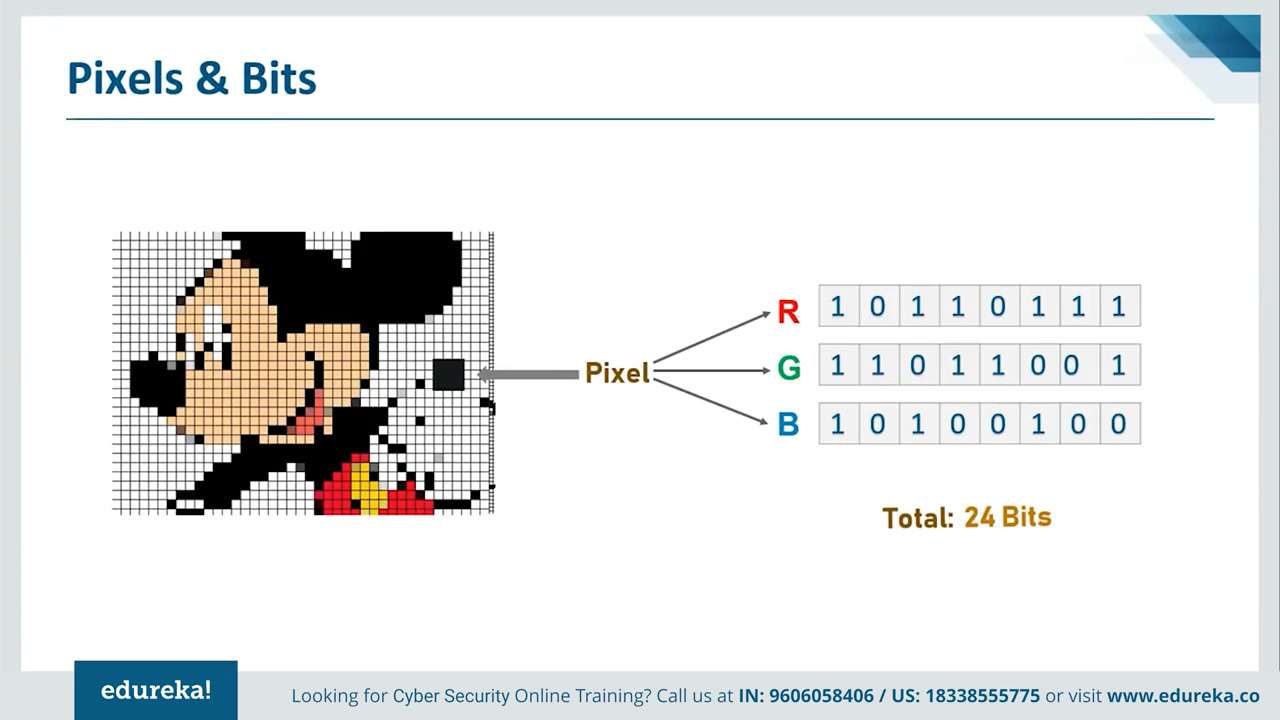 Pixels & Bits
R 1 0 1 1 0 1 1 1
Pixel G 1 1 0 1 1 0 0 1
B 1 0 1 0 0 1 0 0
Total: 24 Bits
edureka! Looking for Cyber Security Online Training? Call us at IN: 9606058406 / US: 18338555775 or visit www.edureka.co